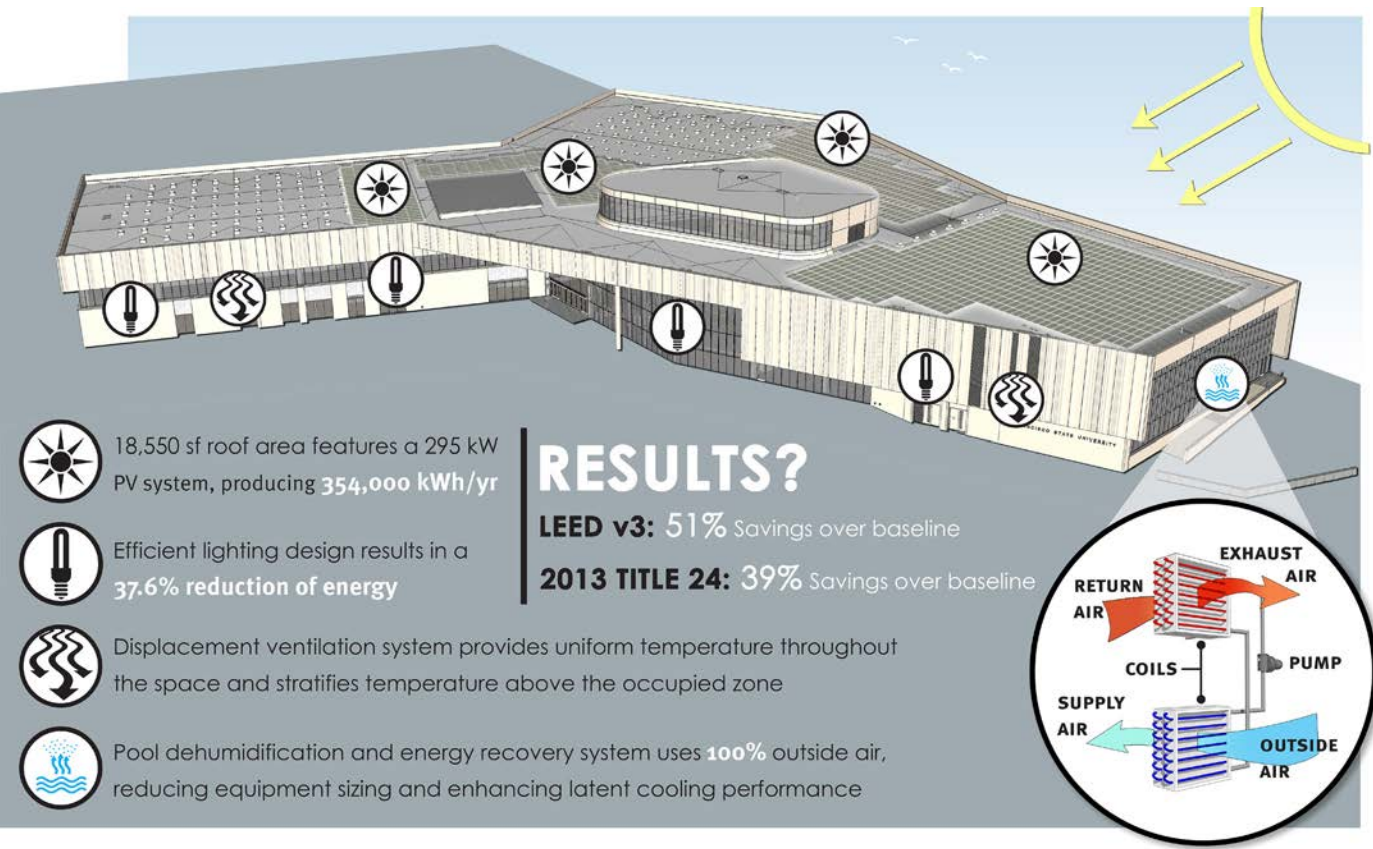 STATE UNIVERSITY
18,550 sf roof area features a 295 kW
PV system, producing 354,000 kWh/yr
Efficient lighting design results in a
37.6% reduction of energy
RESULTS?
LEED v3: 51% Savings over baseline
2013 TITLE 24: 39% Savings over baseline
Displacement ventilation system provides uniform temperature throughout
the space and stratifies temperature above the occupied zone
Pool dehumidification and energy recovery system uses 100% outside air,
reducing equipment sizing and enhancing latent cooling performance
EXHAUST
AIR
RETURN
AIR
COILS
PUMP
SUPPLY
AIR
OUTSIDE
AIR